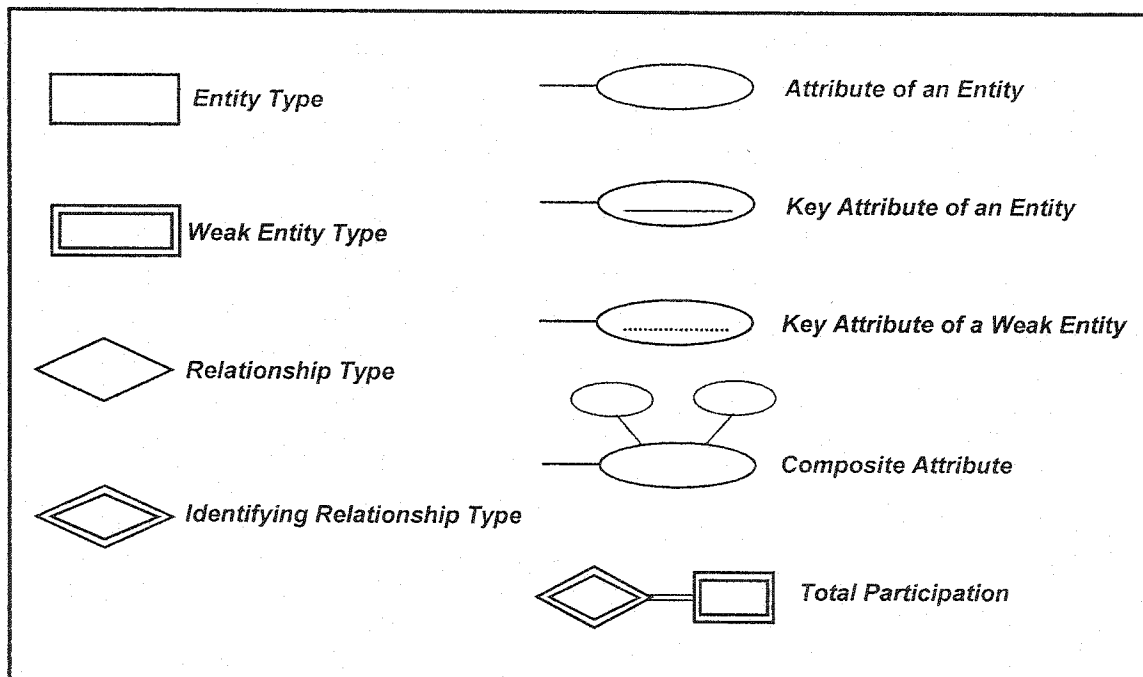 Entity Type
Weak Entity Type
Relationship Type
Identifying Relationship Type
Attribute of an Entity
Key Attribute of an Entity
Key Attribute of a Weak Entity
Composite Attribute
Total Participation